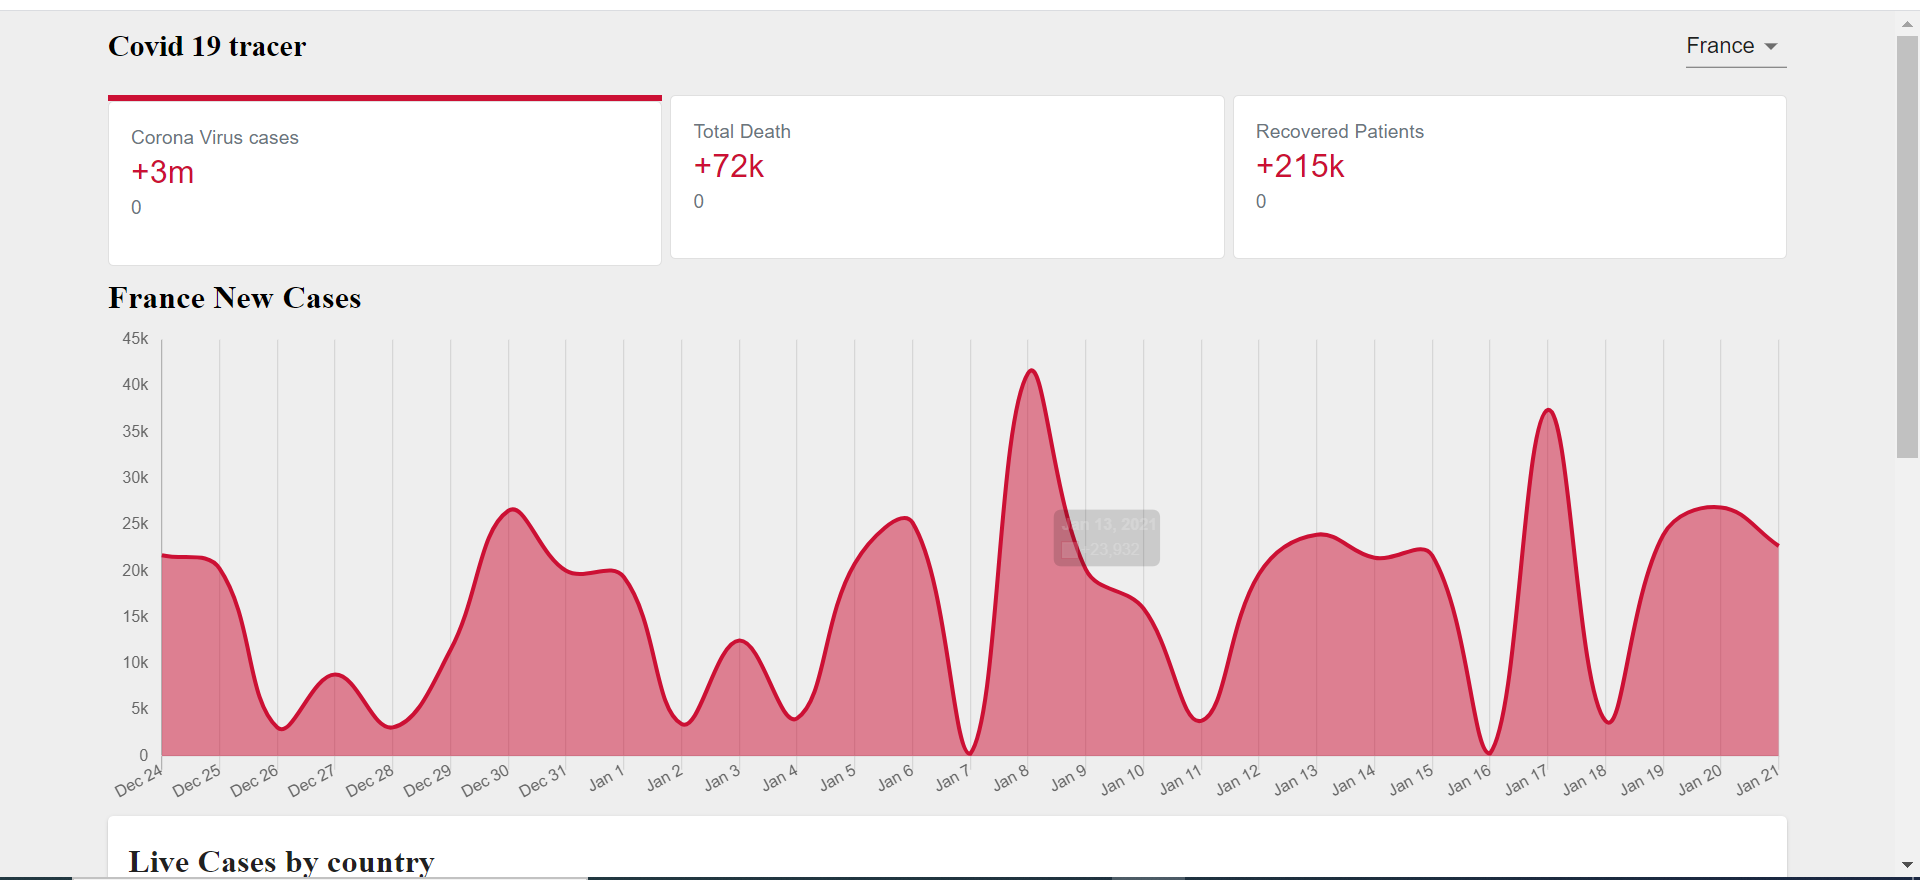 Covid 19 tracer
France
Corona Virus cases
+3m
0
Total Death
+72k
0
Recovered Patients
+215k
0
France New Cases
45k
40k
35k
30k
25k
20k
15k
10k
5k
0
Jan 13, 2021
23,932
Dec 24 Dec 25 Dec 26 Dec 27 Dec 28 Dec 29 Dec 30 Dec 31 Jan 1 Jan 2 Jan 3 Jan 4 Jan 5 Jan 6 Jan 7 Jan 8 Jan 9 Jan 10 Jan 11 Jan 12 Jan 13 Jan 14 Jan 15 Jan 16 Jan 17 Jan 18 Jan 19 Jan 20 Jan 21
Live Cases by country